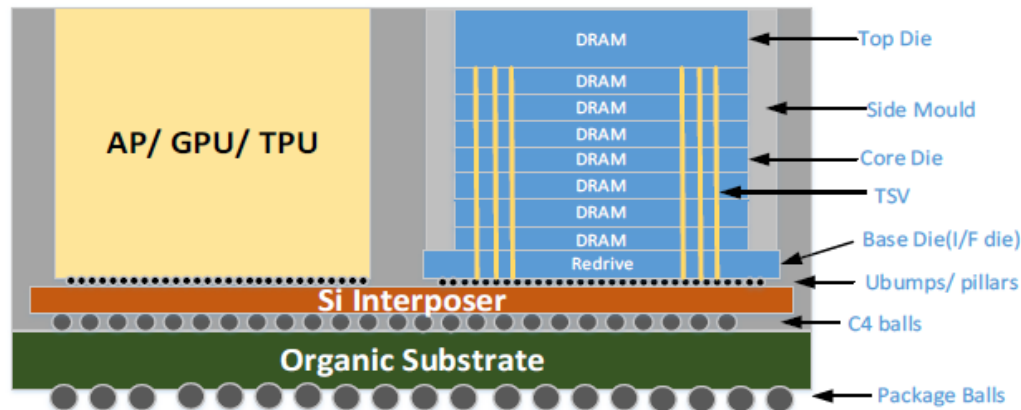 AP/ GPU/ TPU
DRAM
DRAM
DRAM
DRAM
DRAM
DRAM
DRAM
DRAM
Redrive
Si Interposer
Organic Substrate
Top Die
Side Mould
Core Die
TSV
Base Die(I/F die)
Ubumps/ pillars
C4 balls
Package Balls